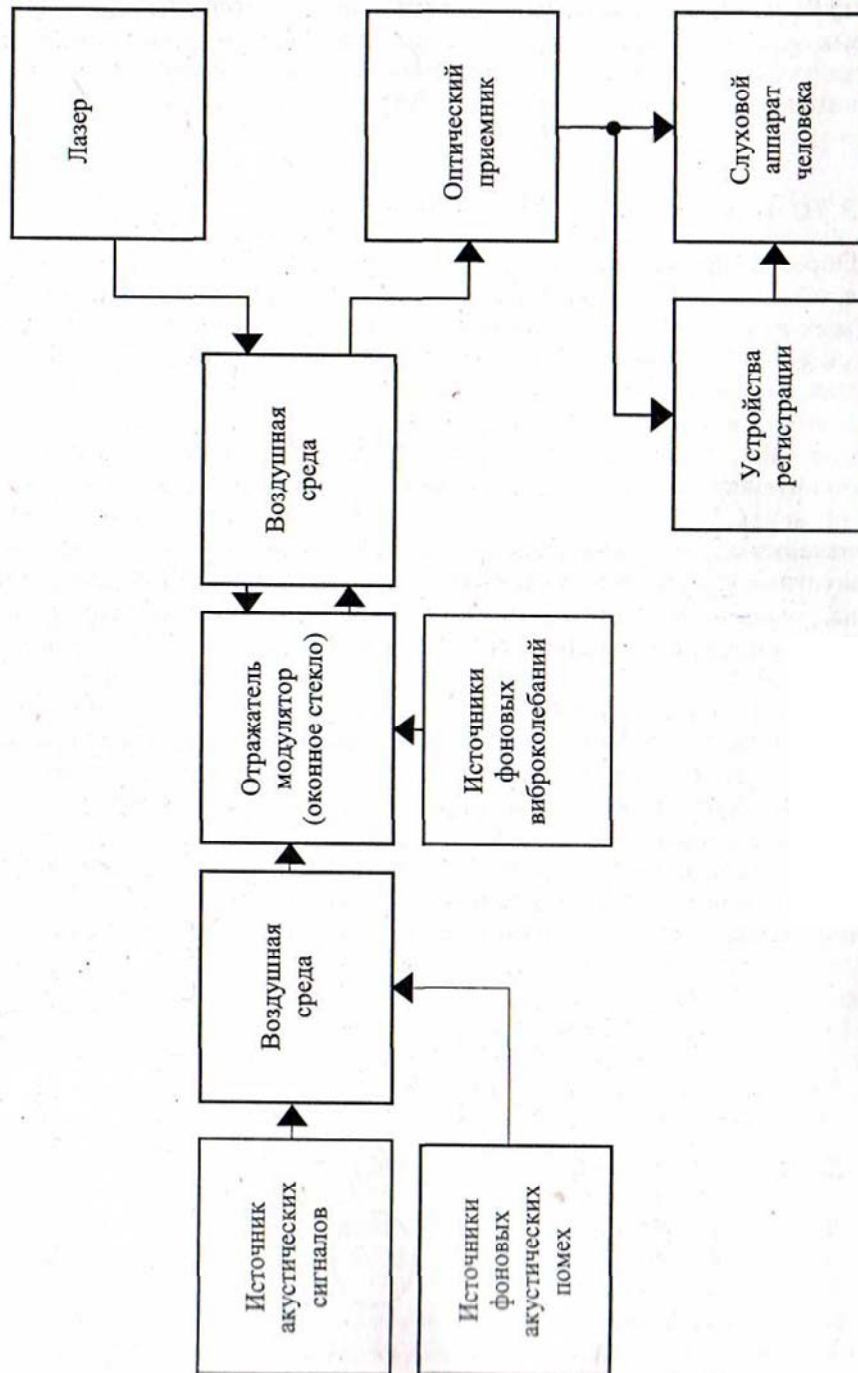 Источник
акустических
сигналов
Источники
фоновых
акустических
помех
Воздушная
среда
Отражатель
модулятор
(оконное стекло)
Источники
фоновых
виброколебаний
Воздушная
среда
Лазер
Оптический
приемник
Устройства
регистрации
Слуховой
аппарат
человека